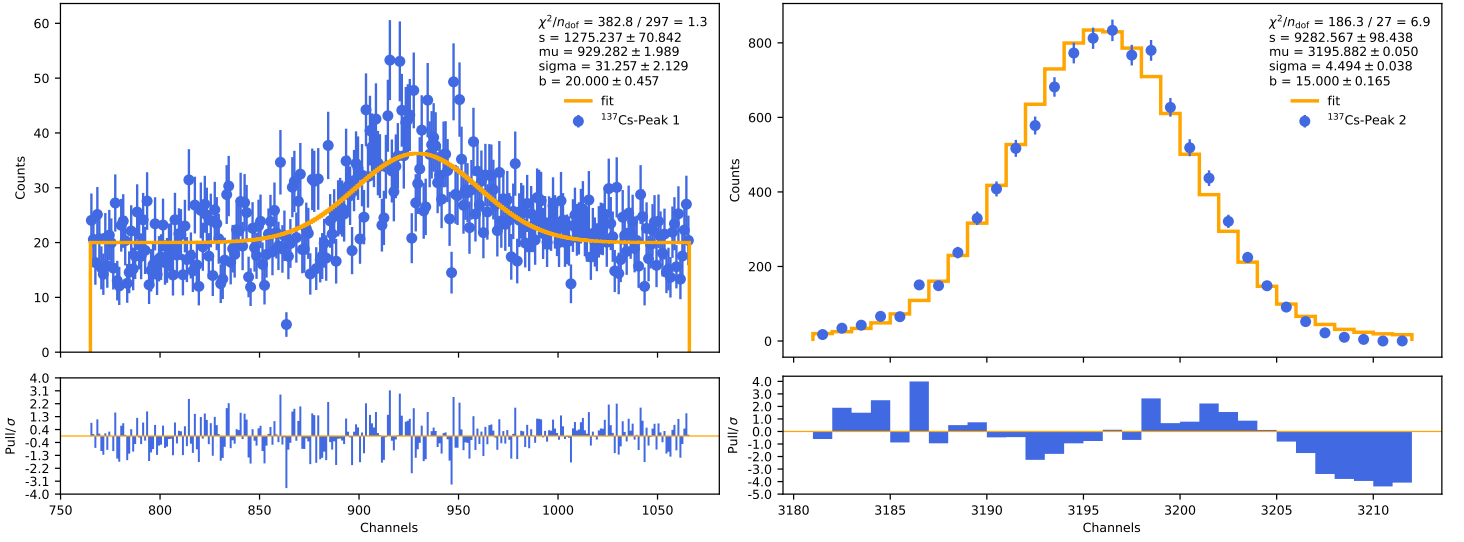 χ²/n_dof = 382.8 / 297 = 1.3
s = 1275.237 ± 70.842
mu = 929.282 ± 1.989
sigma = 31.257 ± 2.129
b = 20.000 ± 0.457
fit
¹³⁷Cs-Peak 1
Counts
60
50
40
30
20
10
0
Pull/σ
4.0
3.1
2.2
1.3
0.4
-0.4
-1.3
-2.2
-3.1
-4.0
750 800 850 900 950 1000 1050
Channels
χ²/n_dof = 186.3 / 27 = 6.9
s = 9282.567 ± 98.438
mu = 3195.882 ± 0.050
sigma = 4.494 ± 0.038
b = 15.000 ± 0.165
fit
¹³⁷Cs-Peak 2
Counts
800
600
400
200
0
Pull/σ
4.0
3.0
2.0
1.0
0.0
-1.0
-2.0
-3.0
-4.0
-5.0
3180 3185 3190 3195 3200 3205 3210
Channels